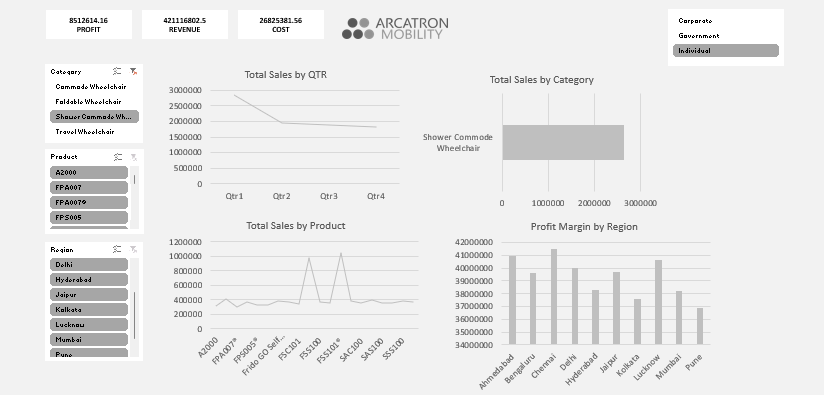 8512614.16
PROFIT
421116802.5
REVENUE
26825381.56
COST
ARCATRON
MOBILITY
Corporate
Government
Individual
Category
Commode Wheelchair
Foldable Wheelchair
Shower Commode Wh...
Travel Wheelchair
Product
A2000
FPA007
FPA007®
FPS005
Region
Delhi
Hyderabad
Jaipur
Kolkata
Lucknow
Mumbai
Pune
Total Sales by QTR
3000000
2500000
2000000
1500000
1000000
500000
0
Qtr1 Qtr2 Qtr3 Qtr4
Total Sales by Category
Shower Commode
Wheelchair
0 1000000 2000000 3000000
Total Sales by Product
1200000
1000000
800000
600000
400000
200000
0
A2000 FPA007® FPS005® Frido GO Self... FSC101 FSS100 FSS101® SAC100 SAS100 SSS100
Profit Margin by Region
42000000
41000000
40000000
39000000
38000000
37000000
36000000
35000000
34000000
Ahmedabad Bengaluru Chennai Delhi Hyderabad Jaipur Kolkata Lucknow Mumbai Pune